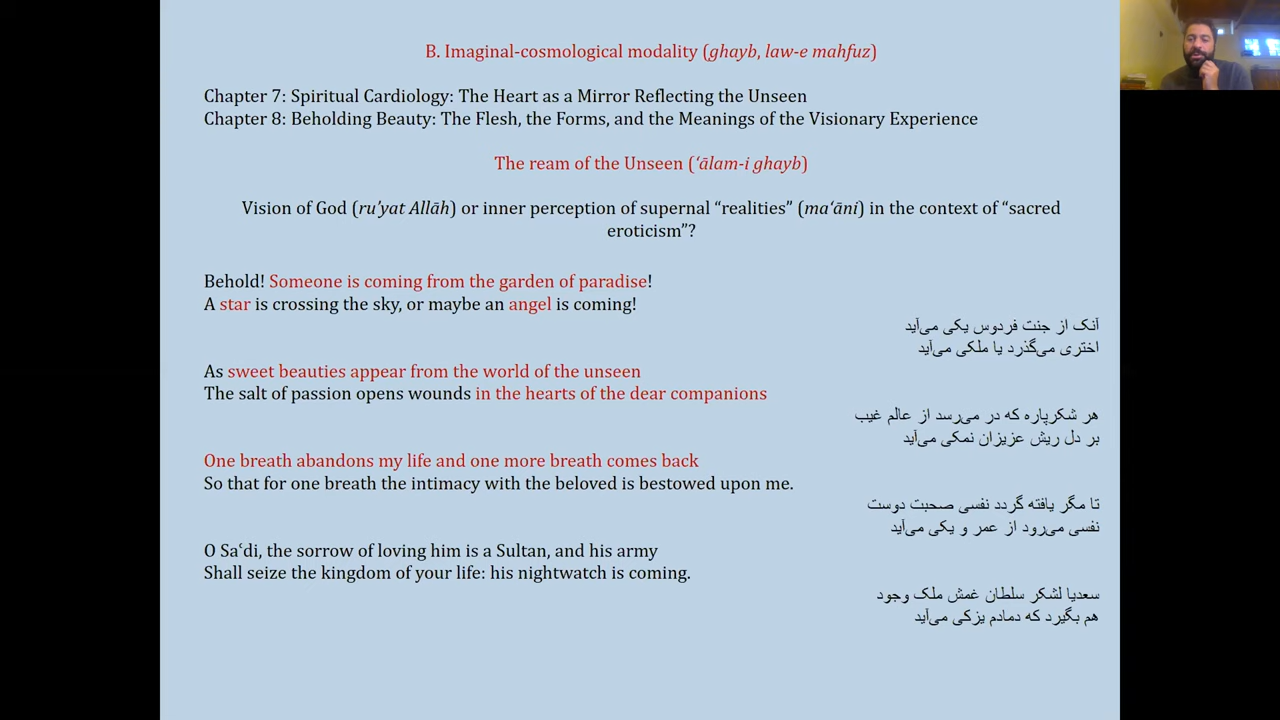 B. Imaginal-cosmological modality (ghayb, law-e mahfuz)
Chapter 7: Spiritual Cardiology: The Heart as a Mirror Reflecting the Unseen
Chapter 8: Beholding Beauty: The Flesh, the Forms, and the Meanings of the Visionary Experience
The ream of the Unseen (ʻālam-i ghayb)
Vision of God (ru’yat Allāh) or inner perception of supernal “realities” (maʻāni) in the context of “sacred
eroticism”?
Behold! Someone is coming from the garden of paradise!
A star is crossing the sky, or maybe an angel is coming!
آنک از جنت فردوس یکی می‌آید
اختری می‌گذرد یا ملکی می‌آید
As sweet beauties appear from the world of the unseen
The salt of passion opens wounds in the hearts of the dear companions
هر شکرپاره که در می‌رسد از عالم غیب
بر دل ریش عزیزان نمکی می‌آید
One breath abandons my life and one more breath comes back
So that for one breath the intimacy with the beloved is bestowed upon me.
تا مگر یافته گردد نفسی صحبت دوست
نفسی می‌رود از عمر و یکی می‌آید
O Saʿdi, the sorrow of loving him is a Sultan, and his army
Shall seize the kingdom of your life: his nightwatch is coming.
سعدیا لشکر سلطان غمش ملک وجود
هم بگیرد که دمادم یزکی می‌آید